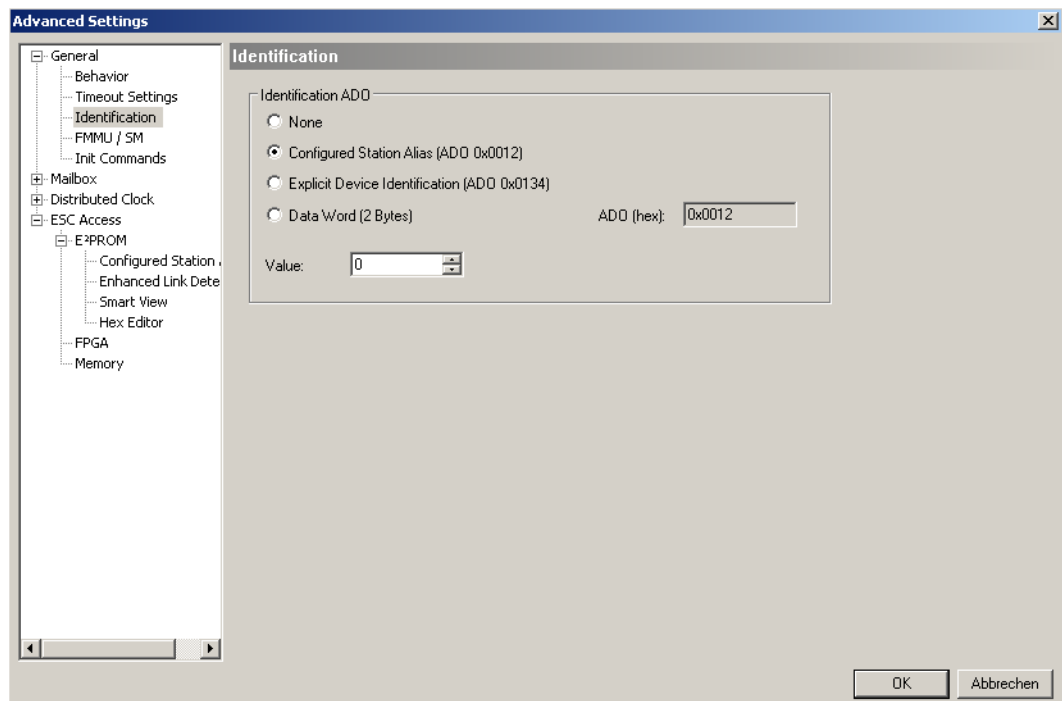 Advanced Settings
General
Behavior
Timeout Settings
Identification
FMMU / SM
Init Commands
Mailbox
Distributed Clock
ESC Access
E²PROM
Configured Station
Enhanced Link Dete
Smart View
Hex Editor
FPGA
Memory
Identification
Identification ADO
None
Configured Station Alias (ADO 0x0012)
Explicit Device Identification (ADO 0x0134)
Data Word (2 Bytes) ADO (hex): 0x0012
Value: 0
OK Abbrechen